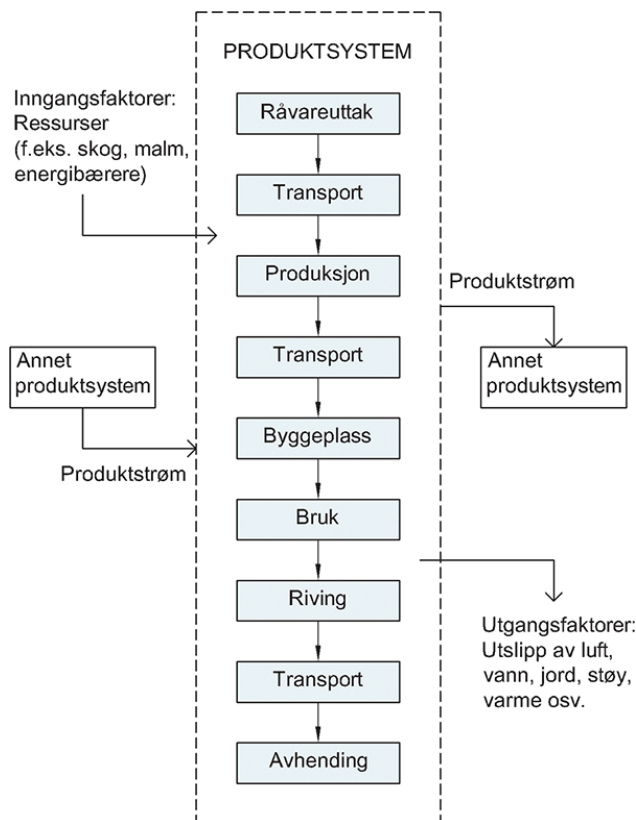 PRODUKTSYSTEM
Inngangsfaktorer:
Ressurser
(f.eks. skog, malm,
energibærere)
Råvareuttak
Transport
Produksjon
Produktstrøm
Transport
Annet
produktsystem
Annet
produktsystem
Byggeplass
Produktstrøm
Bruk
Riving
Utgangsfaktorer:
Utslipp av luft,
vann, jord, støy,
varme osv.
Transport
Avhending